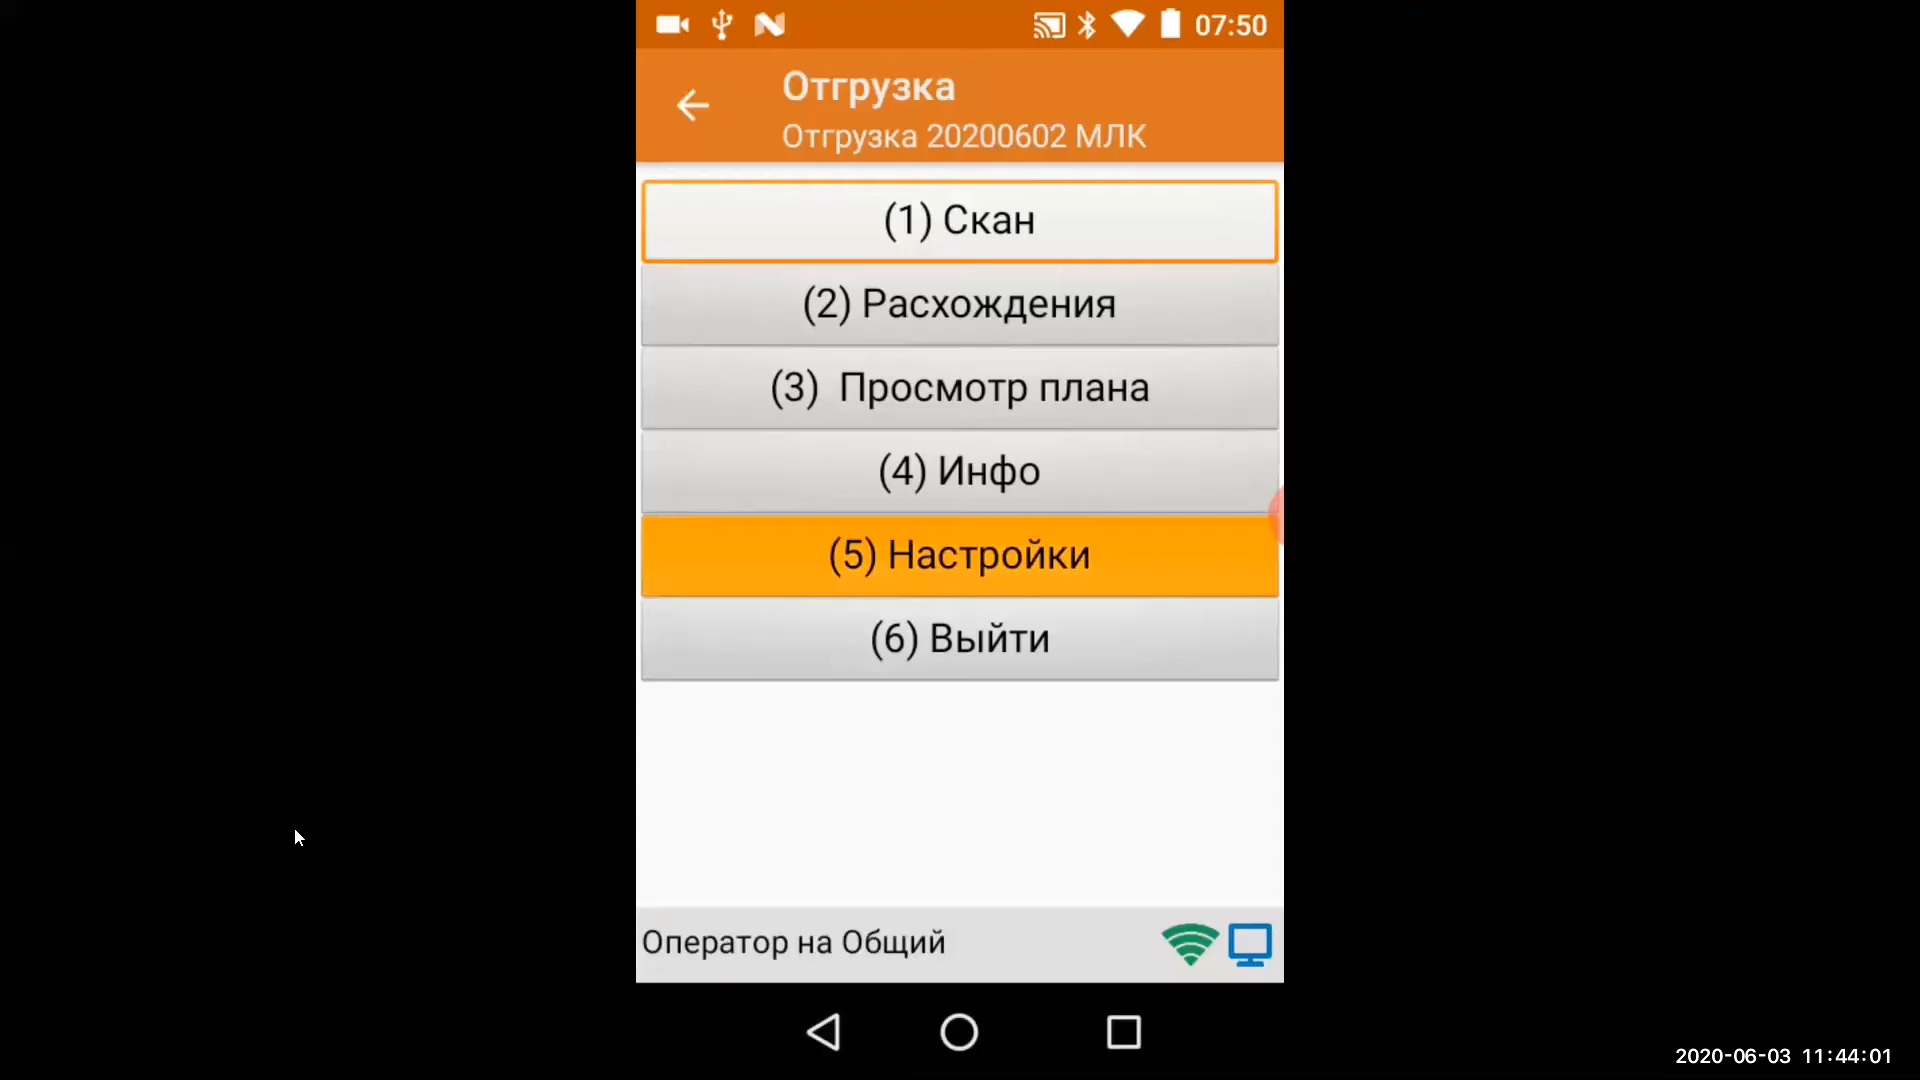 07:50
Отгрузка
Отгрузка 20200602 МЛК
(1) Скан
(2) Расхождения
(3) Просмотр плана
(4) Инфо
(5) Настройки
(6) Выйти
Оператор на Общий
2020-06-03 11:44:01